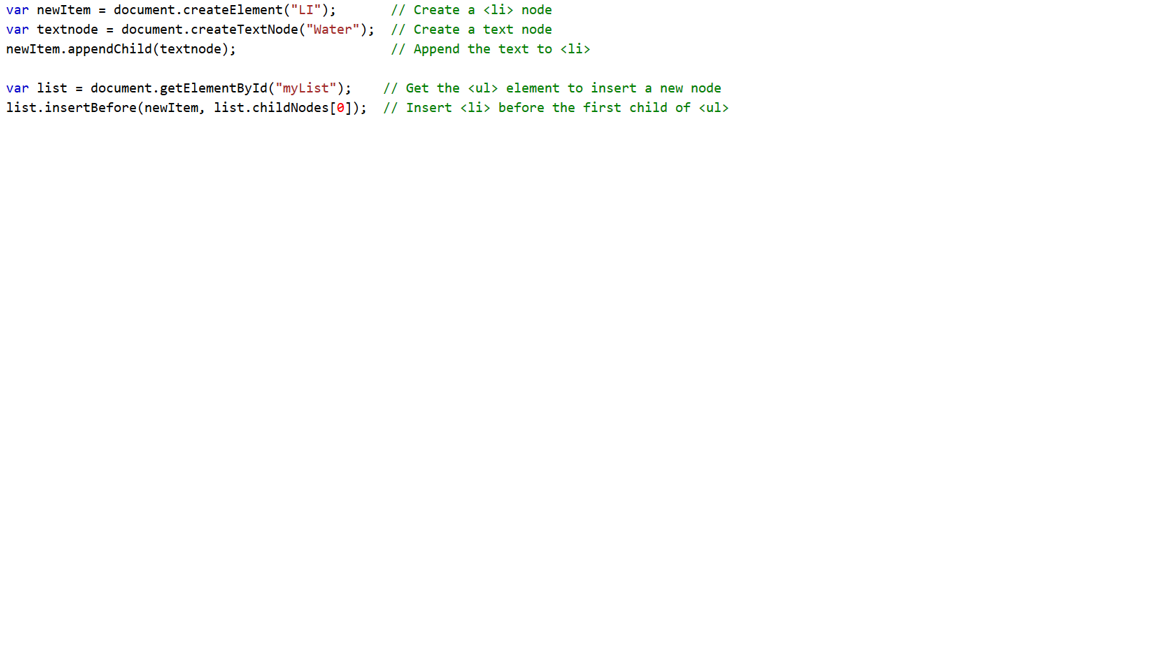 var newItem = document.createElement("LI");       // Create a <li> node
var textnode = document.createTextNode("Water");  // Create a text node
newItem.appendChild(textnode);                    // Append the text to <li>

var list = document.getElementById("myList");    // Get the <ul> element to insert a new node
list.insertBefore(newItem, list.childNodes[0]);  // Insert <li> before the first child of <ul>